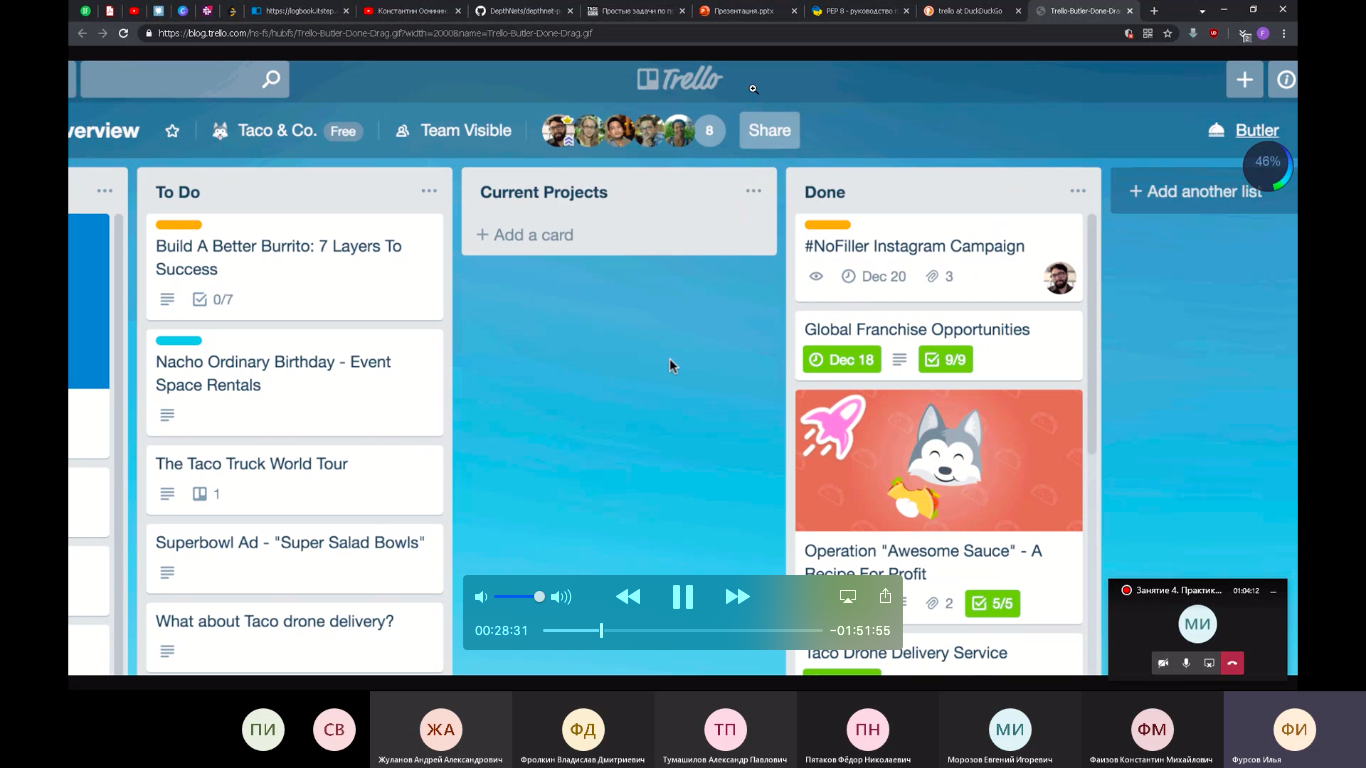 https://logbook.itstep.
Константин Осминин
DepthNets/depthnet-p
Простые задачи по п
Презентация.pptx
PEP 8 - руководство п
trello at DuckDuckGo
Trello-Butler-Done-Dra
https://blog.trello.com/hs-fs/hubfs/Trello-Butler-Done-Drag.gif?width=2000&name=Trello-Butler-Done-Drag.gif
Trello
verview
Taco & Co. Free
Team Visible
8
Share
Butler
46%
To Do
Current Projects
Done
+ Add another list
Build A Better Burrito: 7 Layers To
Success
0/7
Nacho Ordinary Birthday - Event
Space Rentals
The Taco Truck World Tour
1
Superbowl Ad - "Super Salad Bowls"
What about Taco drone delivery?
+ Add a card
#NoFiller Instagram Campaign
Dec 20 3
Global Franchise Opportunities
Dec 18 9/9
Operation "Awesome Sauce" - A
Recipe For Profit
2 5/5
Taco Drone Delivery Service
00:28:31
−01:51:55
Занятие 4. Практик... 01:04:12
МИ
ПИ
СВ
ЖА
ФД
ТП
ПН
МИ
ФМ
ФИ
Жуланов Андрей Александрович
Фролкин Владислав Дмитриевич
Тумашилов Александр Павлович
Пятаков Фёдор Николаевич
Морозов Евгений Игоревич
Фаизов Константин Михайлович
Фурсов Илья